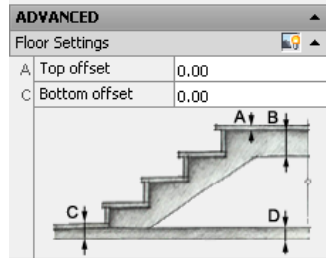 ADVANCED
Floor Settings
A Top offset 0.00
C Bottom offset 0.00
A B
C D